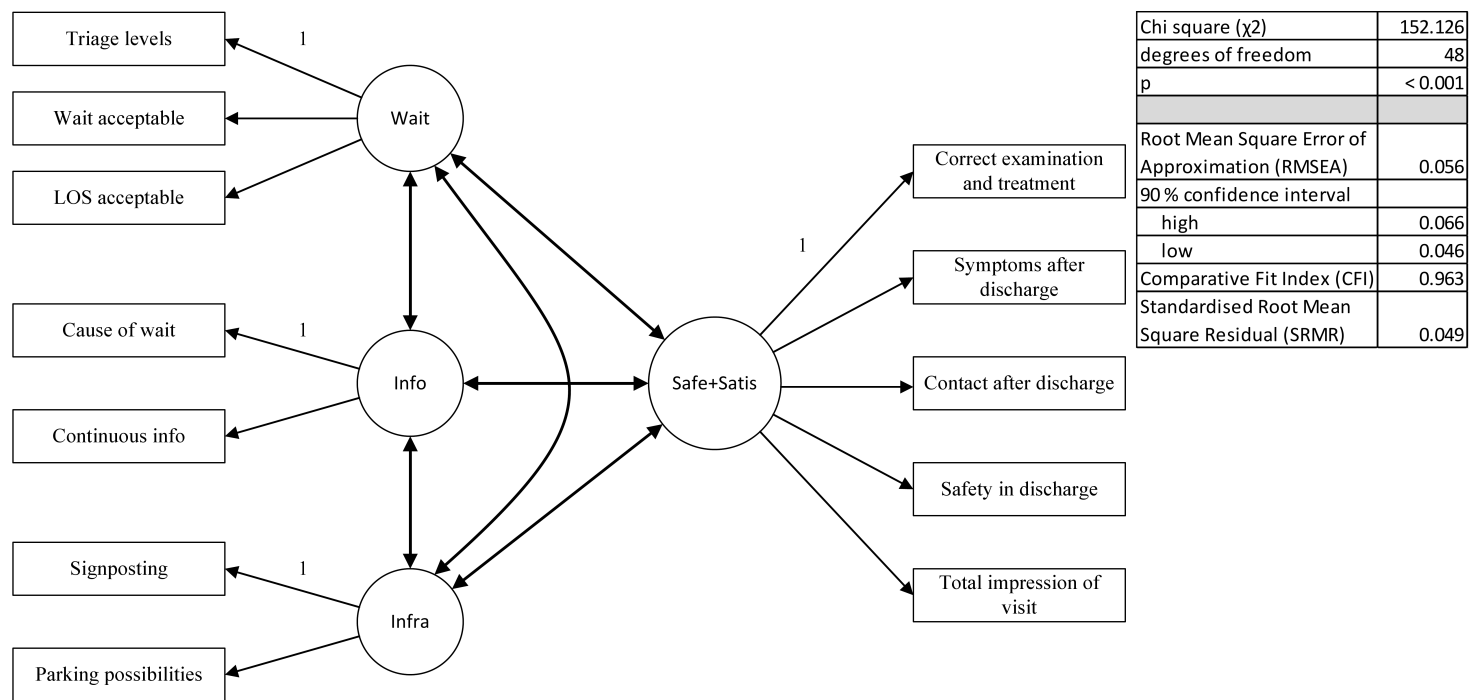 Triage levels
1
Wait acceptable
LOS acceptable
Wait
Cause of wait
1
Continuous info
Info
Signposting
1
Parking possibilities
Infra
Safe+Satis
1
Correct examination
and treatment
Symptoms after
discharge
Contact after discharge
Safety in discharge
Total impression of
visit
Chi square (χ2) 152.126
degrees of freedom 48
p < 0.001
Root Mean Square Error of
Approximation (RMSEA) 0.056
90 % confidence interval
high 0.066
low 0.046
Comparative Fit Index (CFI) 0.963
Standardised Root Mean
Square Residual (SRMR) 0.049